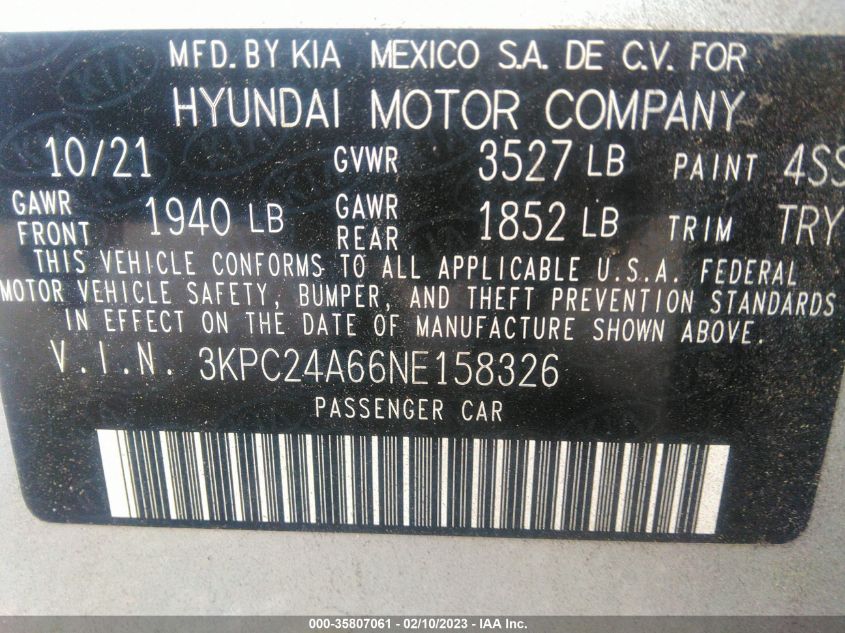 MFD. BY KIA MEXICO S.A. DE C.V. FOR
HYUNDAI MOTOR COMPANY
10/21 GVWR 3527 LB PAINT 4SS
GAWR FRONT 1940 LB GAWR REAR 1852 LB TRIM TRY
THIS VEHICLE CONFORMS TO ALL APPLICABLE U.S.A. FEDERAL
MOTOR VEHICLE SAFETY, BUMPER, AND THEFT PREVENTION STANDARDS
IN EFFECT ON THE DATE OF MANUFACTURE SHOWN ABOVE.
V.I.N. 3KPC24A66NE158326
PASSENGER CAR
000-35807061 - 02/10/2023 - IAA Inc.